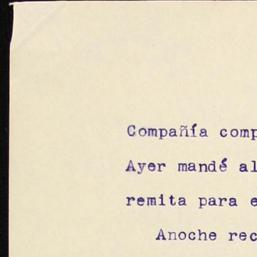 Compañía comp
Ayer mandé al
remita para e
Anoche rec